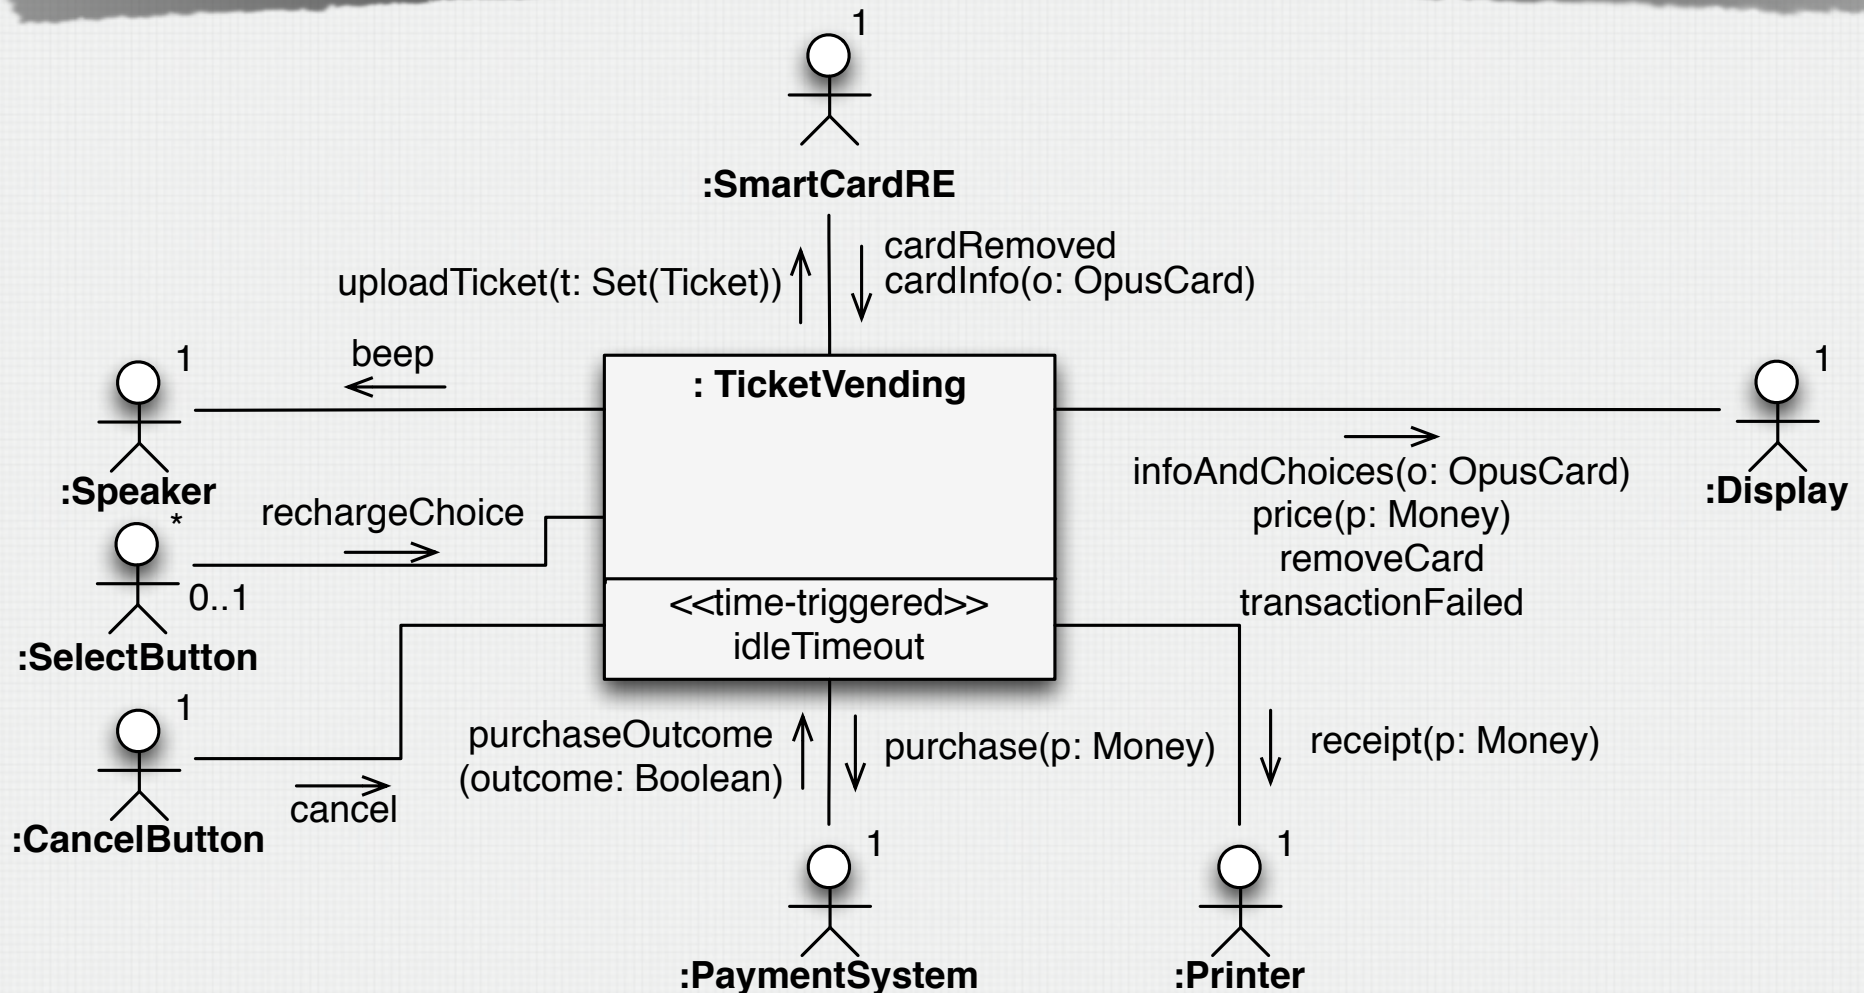 1
:SmartCardRE
uploadTicket(t: Set(Ticket))
cardRemoved
cardInfo(o: OpusCard)
1
beep
:Speaker
: TicketVending
1
:Display
infoAndChoices(o: OpusCard)
price(p: Money)
removeCard
transactionFailed
*
rechargeChoice
0..1
:SelectButton
<<time-triggered>>
idleTimeout
1
cancel
:CancelButton
purchaseOutcome
(outcome: Boolean)
purchase(p: Money)
receipt(p: Money)
1
:PaymentSystem
1
:Printer